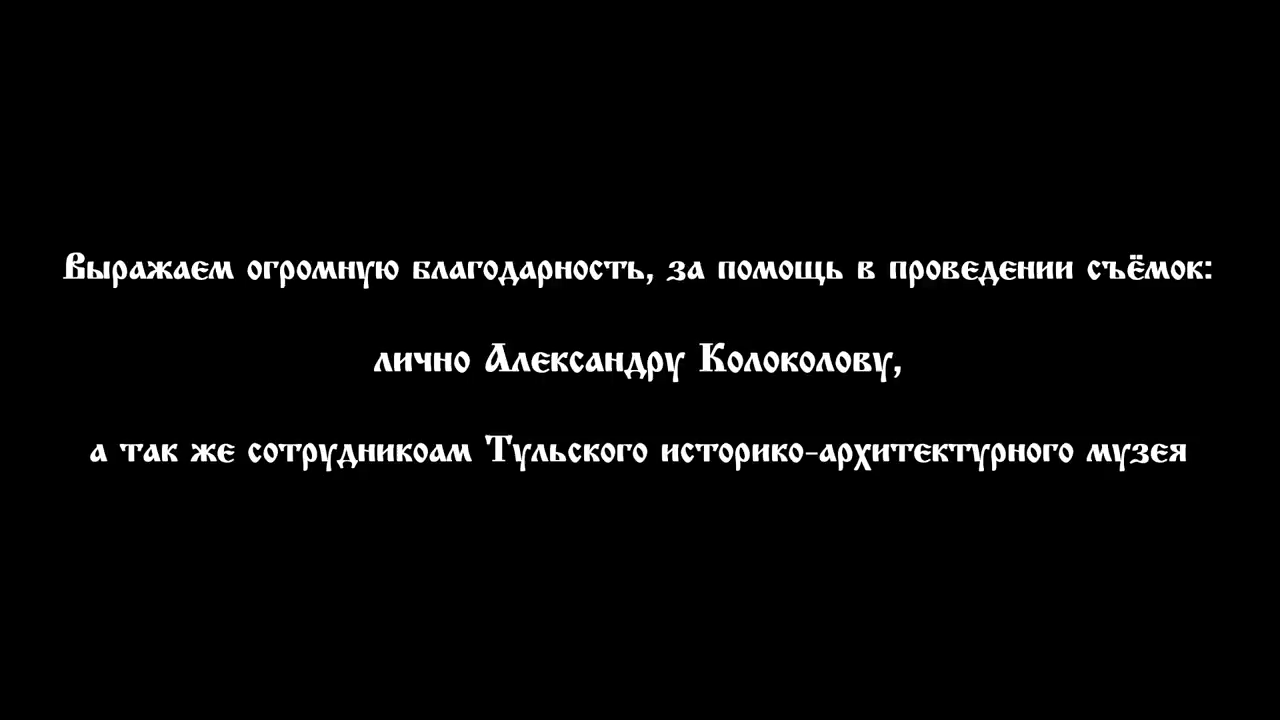 Выражаем огромную благодарность, за помощь в проведении съёмок:
лично Александру Колоколову,
а так же сотрудникоам Тульского историко-архитектурного музея